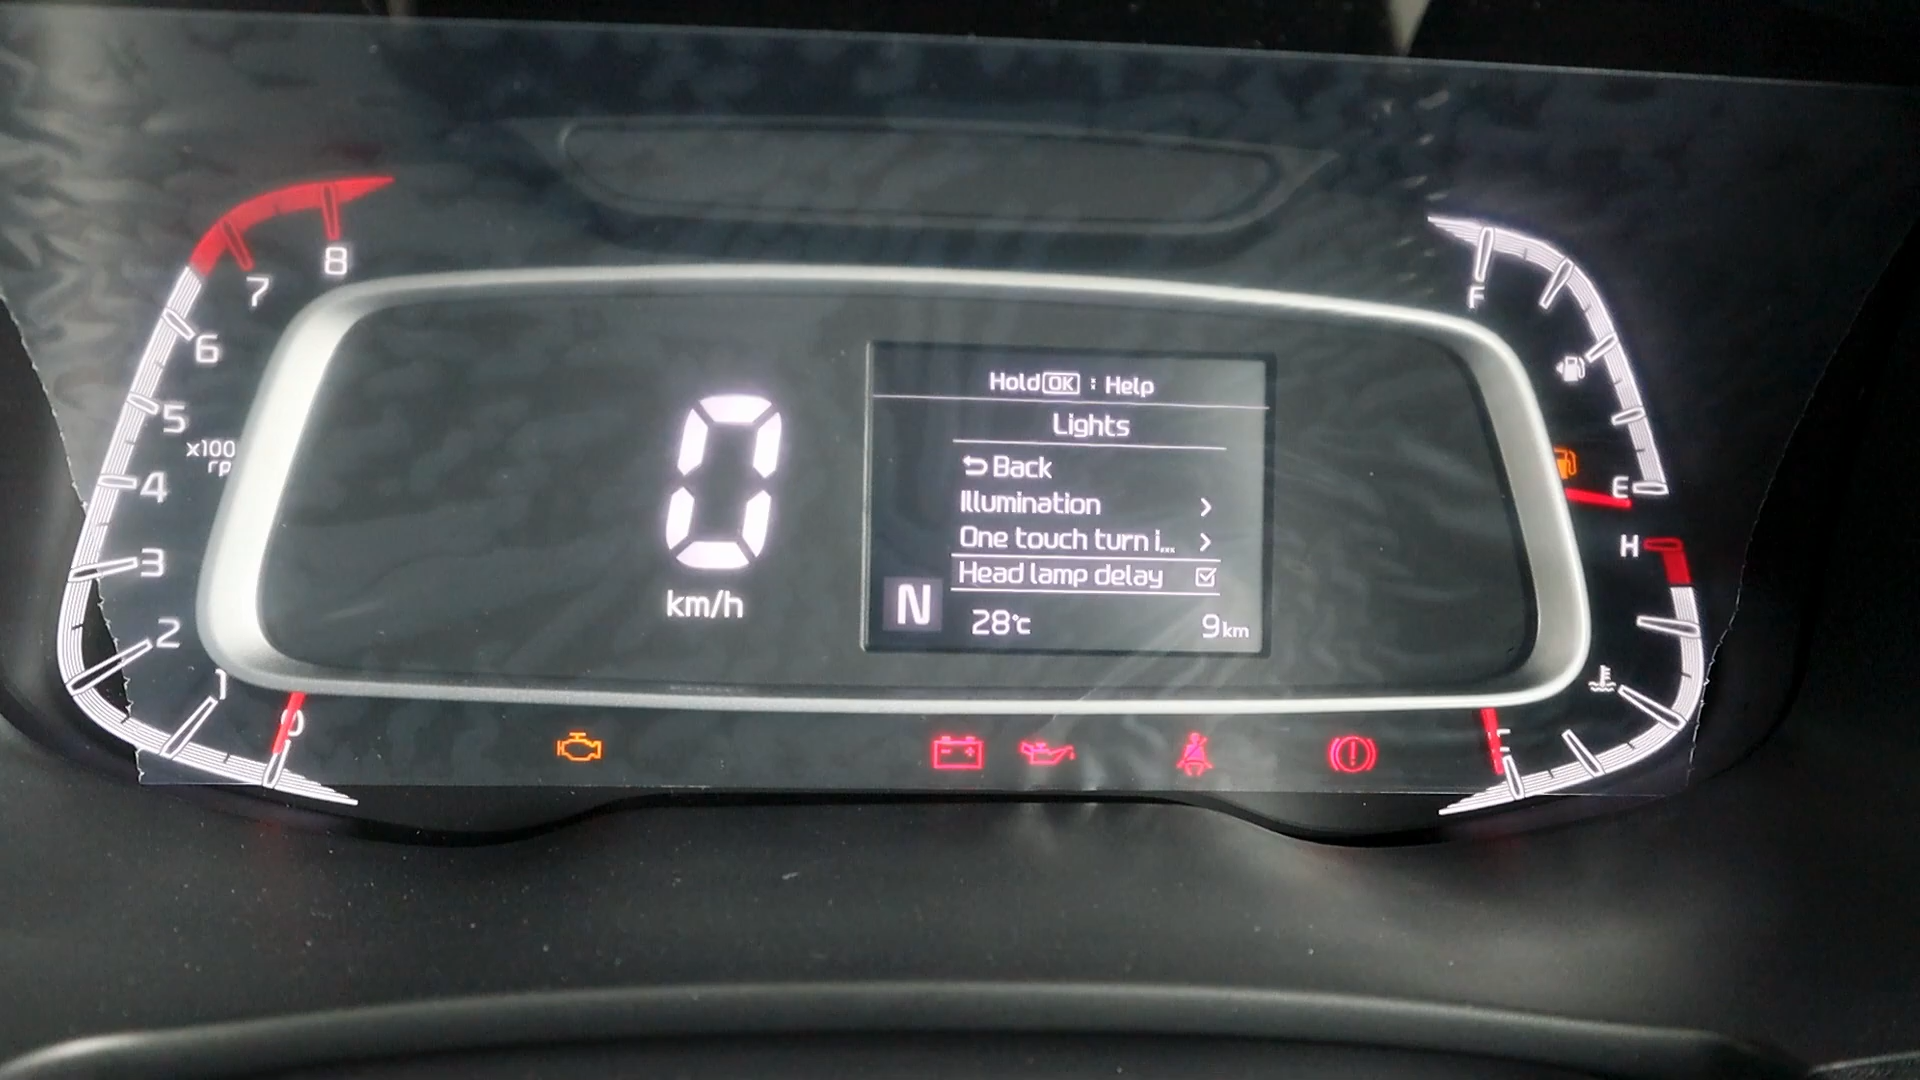 8
7
6
5
x100
rp
4
3
2
1
0
0
km/h
Hold OK : Help
Lights
Back
Illumination
One touch turn i...
Head lamp delay
N
28°C
9km
F
E
H